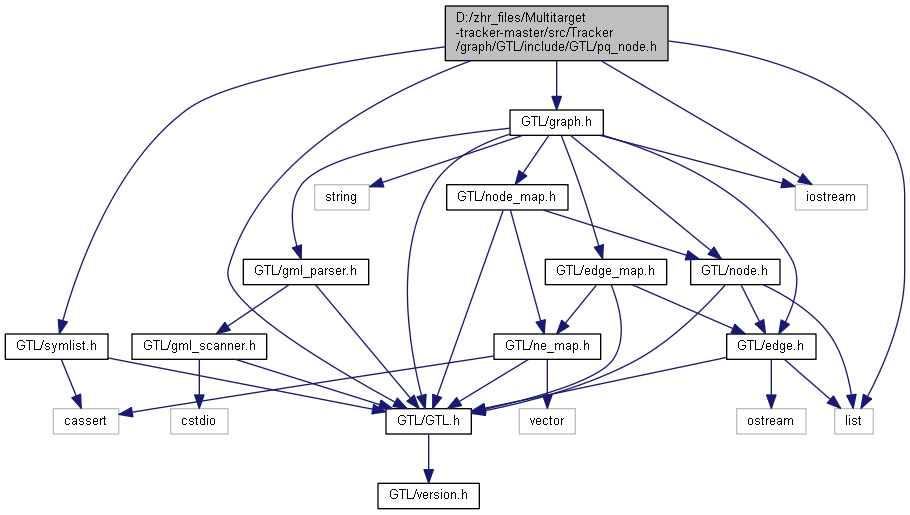 D:/zhr_files/Multitarget
-tracker-master/src/Tracker
/graph/GTL/include/GTL/pq_node.h
GTL/graph.h
string
GTL/node_map.h
iostream
GTL/gml_parser.h
GTL/edge_map.h
GTL/node.h
GTL/symlist.h
GTL/gml_scanner.h
GTL/ne_map.h
GTL/edge.h
cassert
cstdio
GTL/GTL.h
vector
ostream
list
GTL/version.h